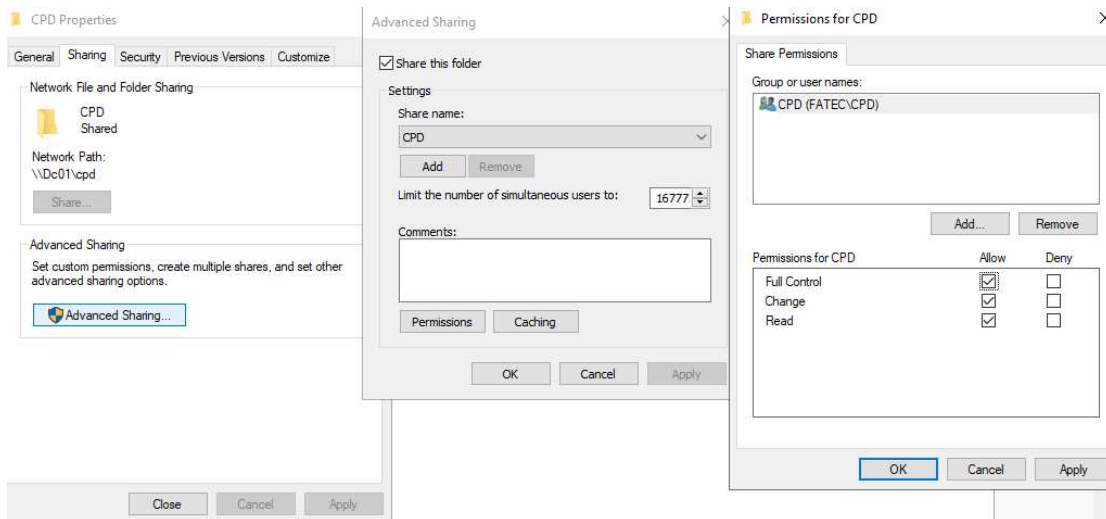 CPD Properties
General Sharing Security Previous Versions Customize
Network File and Folder Sharing
CPD
Shared
Network Path:
\\Dc01\cpd
Share...
Advanced Sharing
Set custom permissions, create multiple shares, and set other
advanced sharing options.
Advanced Sharing...
Close Cancel Apply
Advanced Sharing
Share this folder
Settings
Share name:
CPD
Add Remove
Limit the number of simultaneous users to: 16777
Comments:
Permissions Caching
OK Cancel Apply
Permissions for CPD
Share Permissions
Group or user names:
CPD (FATEC\CPD)
Add... Remove
Permissions for CPD Allow Deny
Full Control
Change
Read
OK Cancel Apply